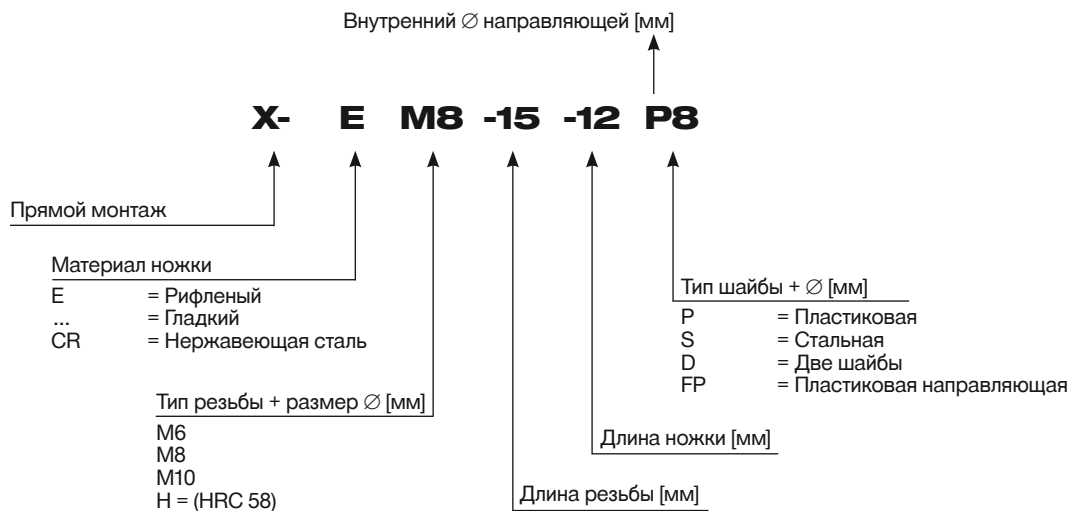 Внутренний ∅ направляющей [мм]
X- E M8 -15 -12 P8
Прямой монтаж
Материал ножки
E = Рифленый
... = Гладкий
CR = Нержавеющая сталь
Тип шайбы + ∅ [мм]
P = Пластиковая
S = Стальная
D = Две шайбы
FP = Пластиковая направляющая
Тип резьбы + размер ∅ [мм]
M6
M8
M10
H = (HRC 58)
Длина ножки [мм]
Длина резьбы [мм]